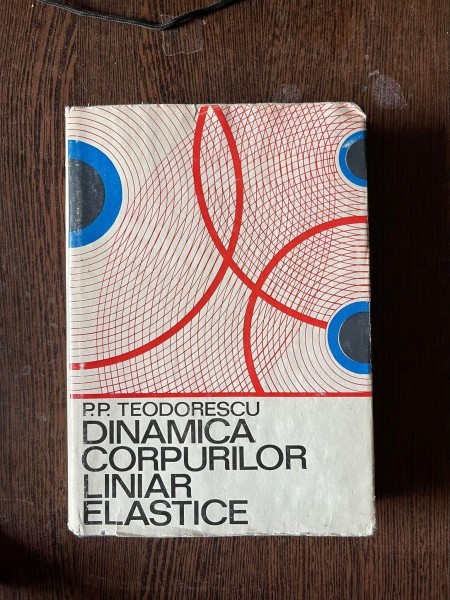 P.P. TEODORESCU
DINAMICA
CORPURILOR
LINIAR
ELASTICE